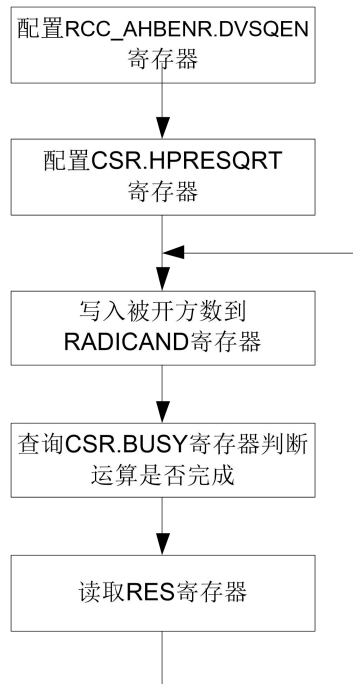 配置RCC_AHBENR.DVSQEN
寄存器
配置CSR.HPRESQRT
寄存器
写入被开方数到
RADICAND寄存器
查询CSR.BUSY寄存器判断
运算是否完成
读取RES寄存器